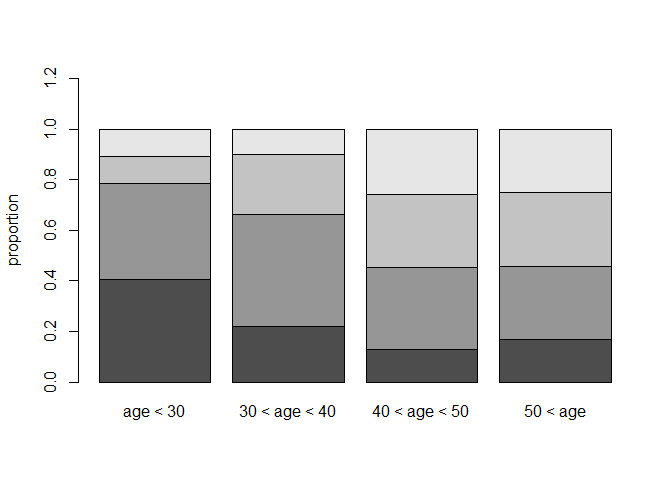 proportion
1.2
1.0
0.8
0.6
0.4
0.2
0.0
age < 30
30 < age < 40
40 < age < 50
50 < age